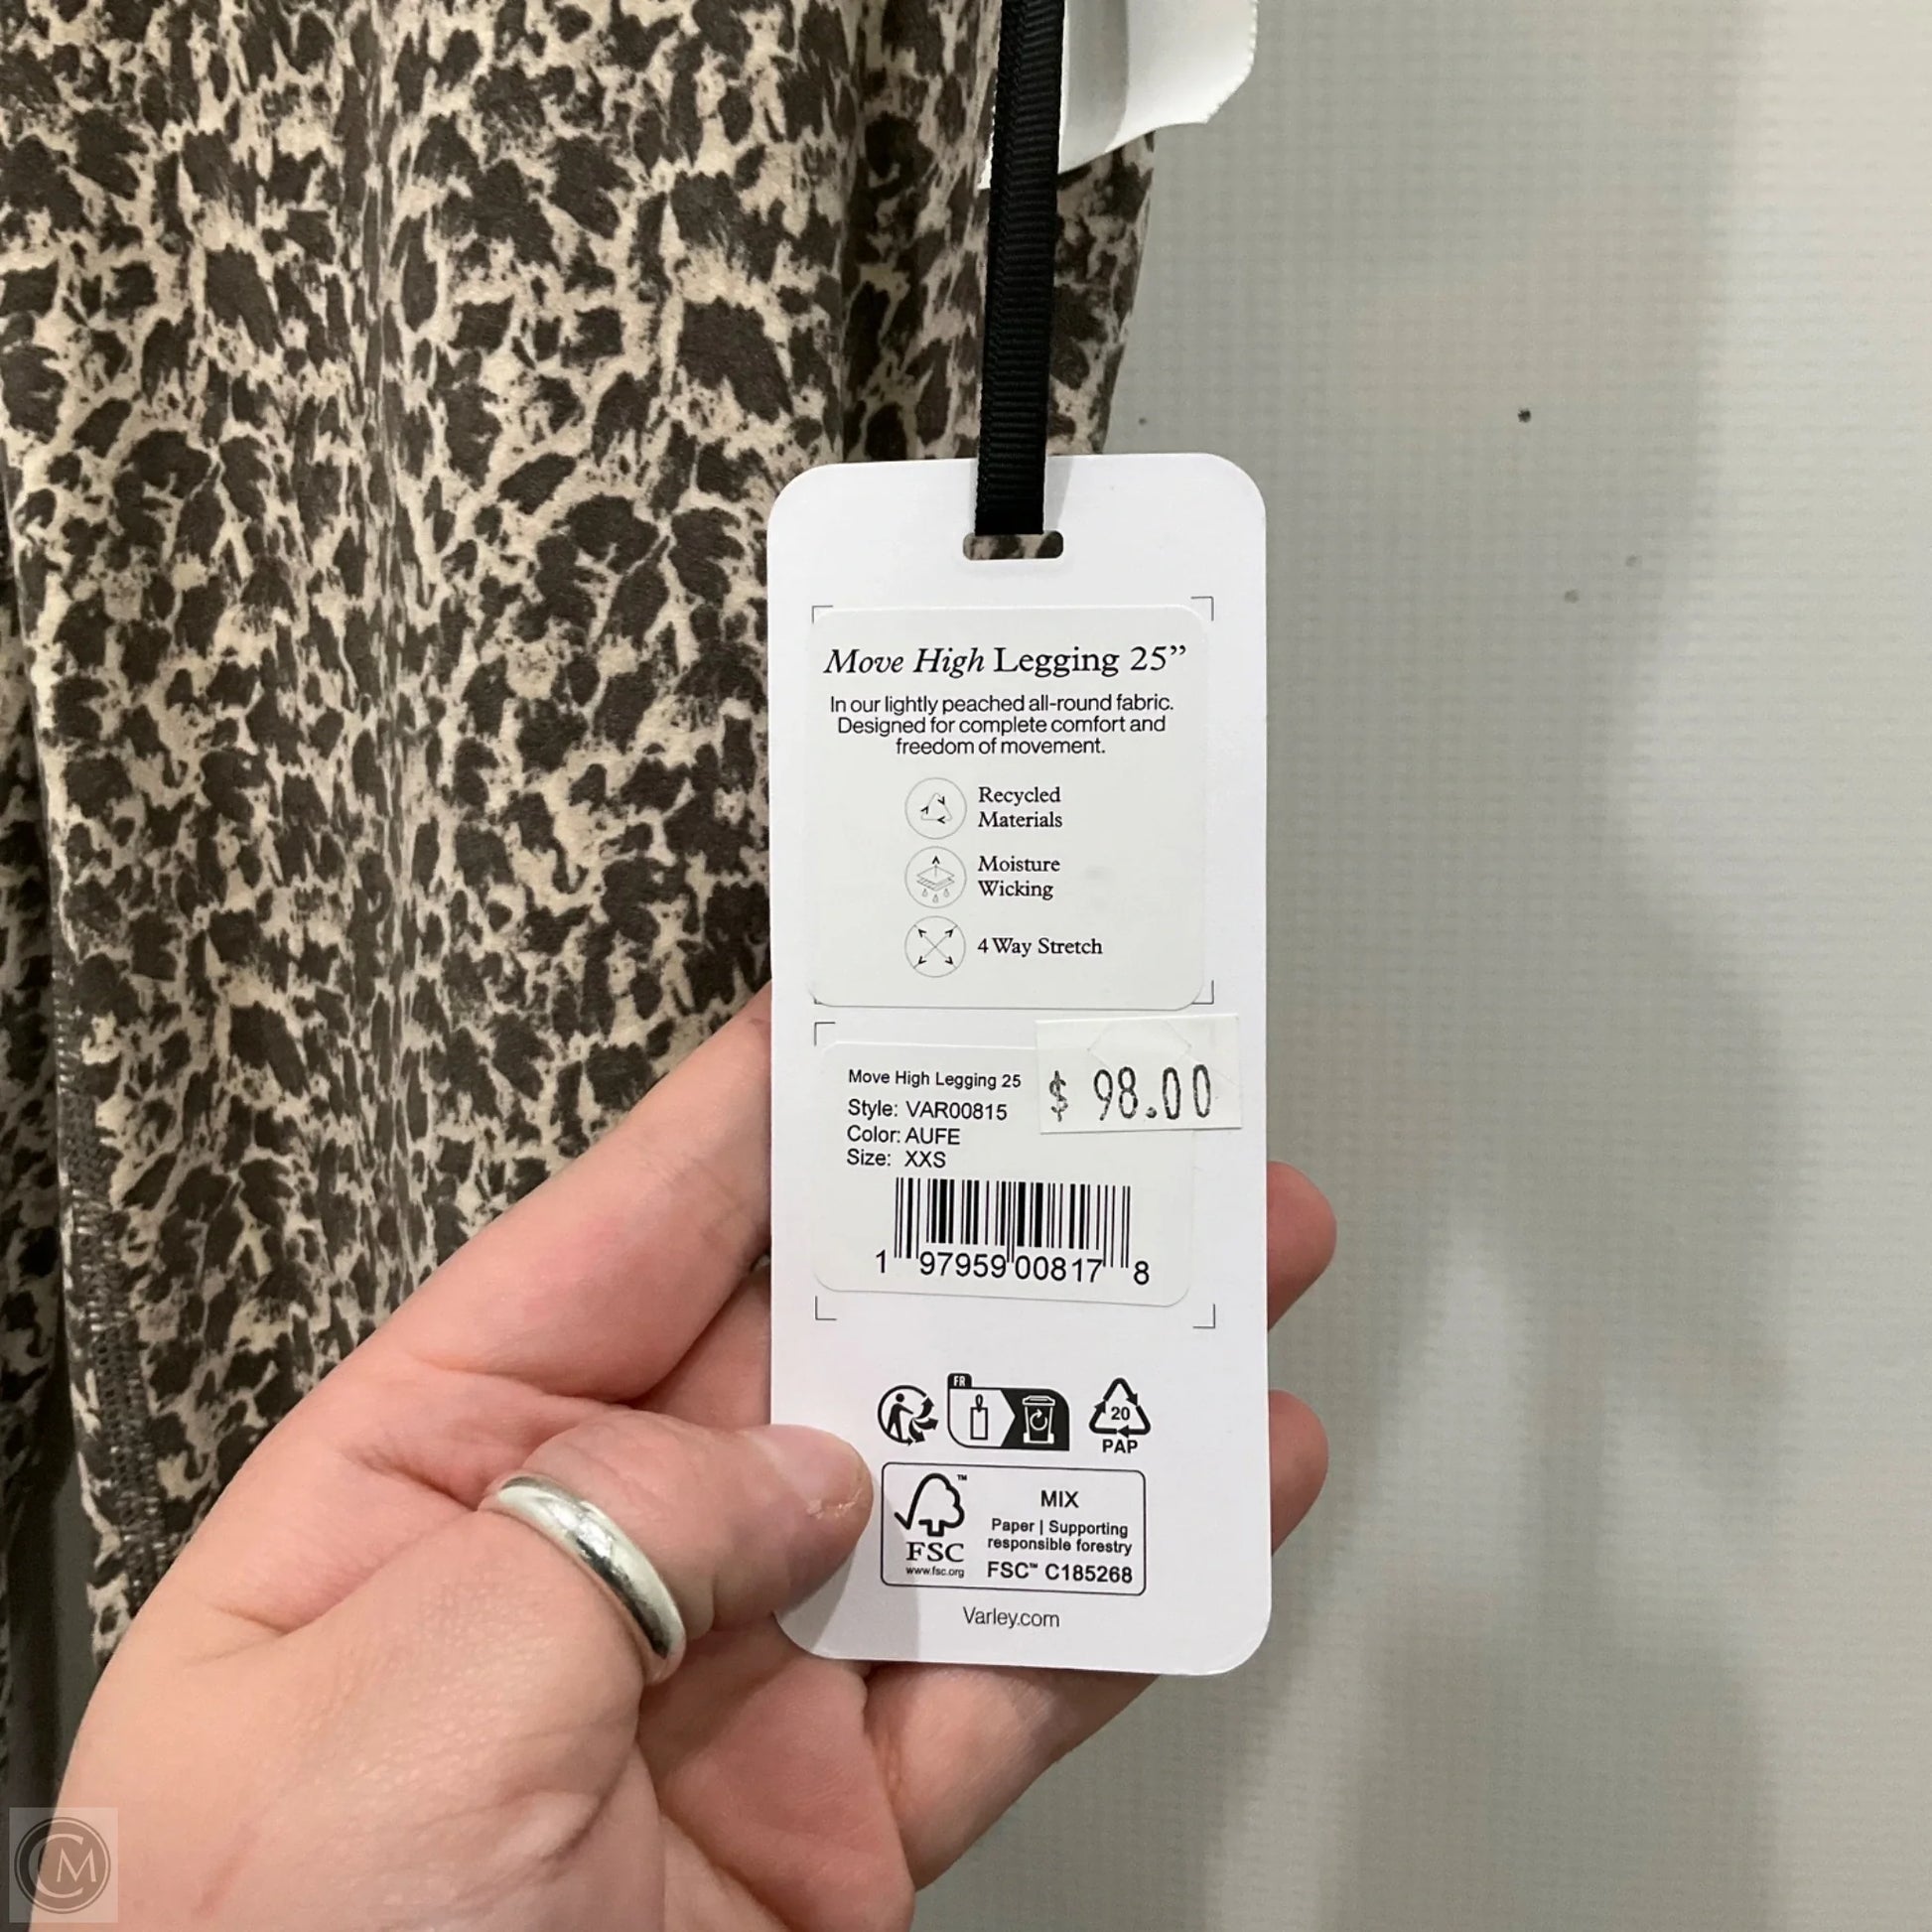 Move High Legging 25”
In our lightly peached all-round fabric.
Designed for complete comfort and
freedom of movement.
Recycled
Materials
Moisture
Wicking
4 Way Stretch
Move High Legging 25
$ 98.00
Style: VAR00815
Color: AUFE
Size: XXS
1 97959 00817 8
FR
20
PAP
FSC
www.fsc.org
MIX
Paper | Supporting
responsible forestry
FSC™ C185268
Varley.com
CM